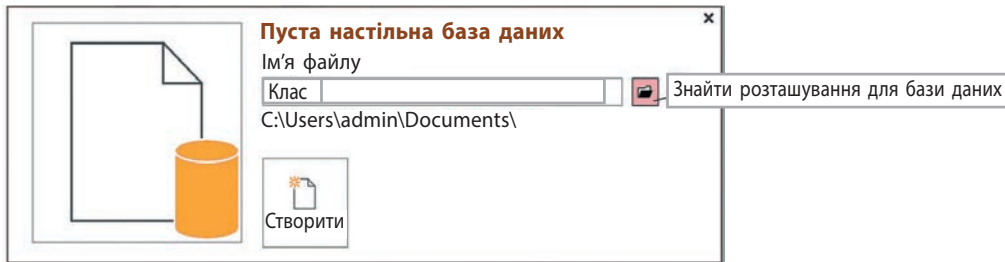 Пуста настільна база даних
Ім'я файлу
Клас
Знайти розташування для бази даних
C:\Users\admin\Documents\
Створити